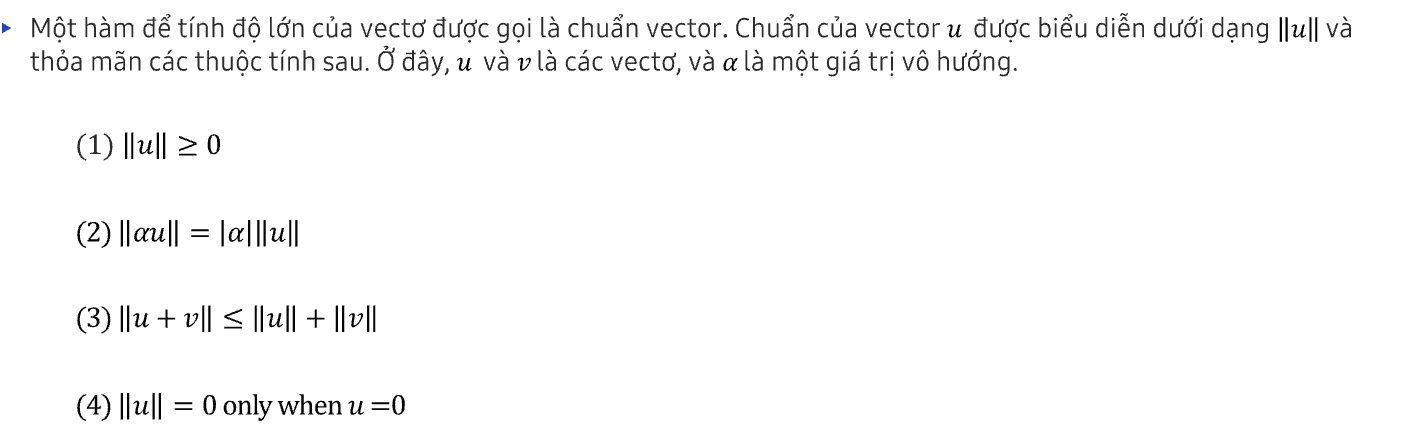 ▸ Một hàm để tính độ lớn của vectơ được gọi là chuẩn vector. Chuẩn của vector u được biểu diễn dưới dạng ‖u‖ và
thỏa mãn các thuộc tính sau. Ở đây, u và v là các vectơ, và α là một giá trị vô hướng.
(1) ‖u‖ ≥ 0
(2) ‖αu‖ = |α|‖u‖
(3) ‖u + v‖ ≤ ‖u‖ + ‖v‖
(4) ‖u‖ = 0 only when u =0